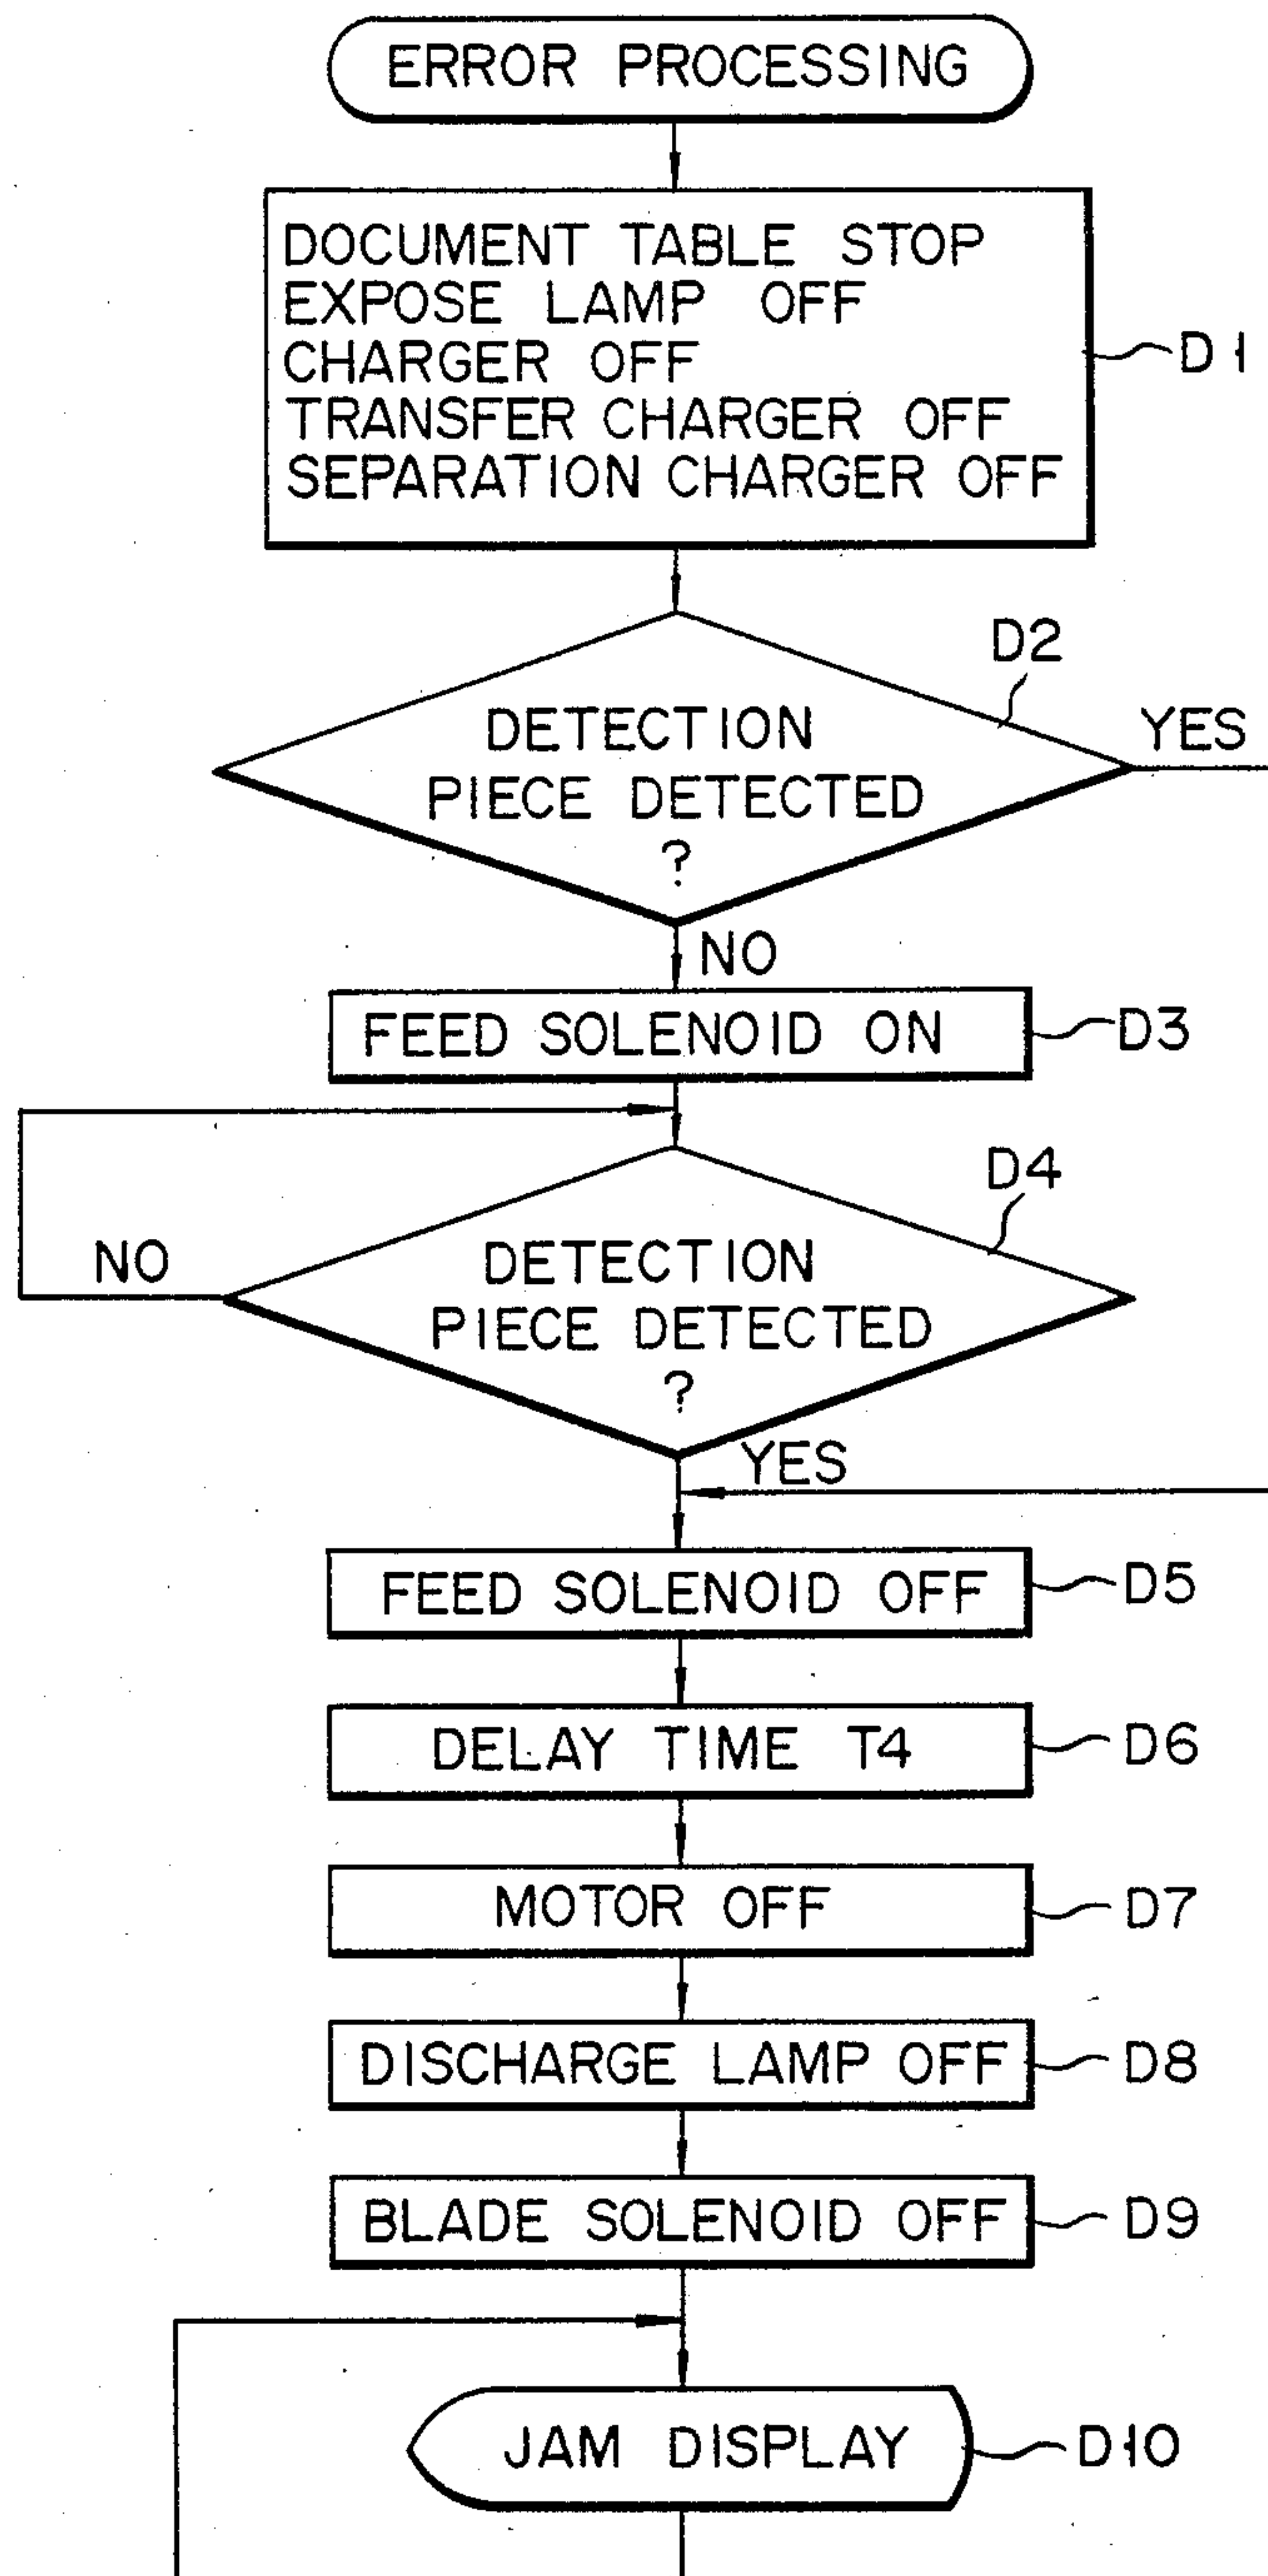 ERROR PROCESSING
DOCUMENT TABLE STOP
EXPOSE LAMP OFF
CHARGER OFF
TRANSFER CHARGER OFF
SEPARATION CHARGER OFF
D1
D2
DETECTION
PIECE DETECTED
?
YES
NO
FEED SOLENOID ON
D3
D4
DETECTION
PIECE DETECTED
?
NO
YES
FEED SOLENOID OFF
D5
DELAY TIME T4
D6
MOTOR OFF
D7
DISCHARGE LAMP OFF
D8
BLADE SOLENOID OFF
D9
JAM DISPLAY
D10